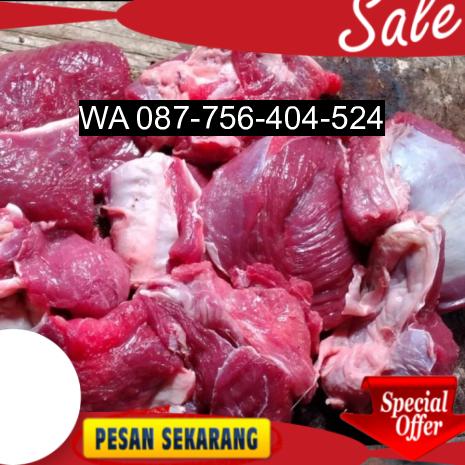 Sale
WA 087-756-404-524
Special
Offer
PESAN SEKARANG